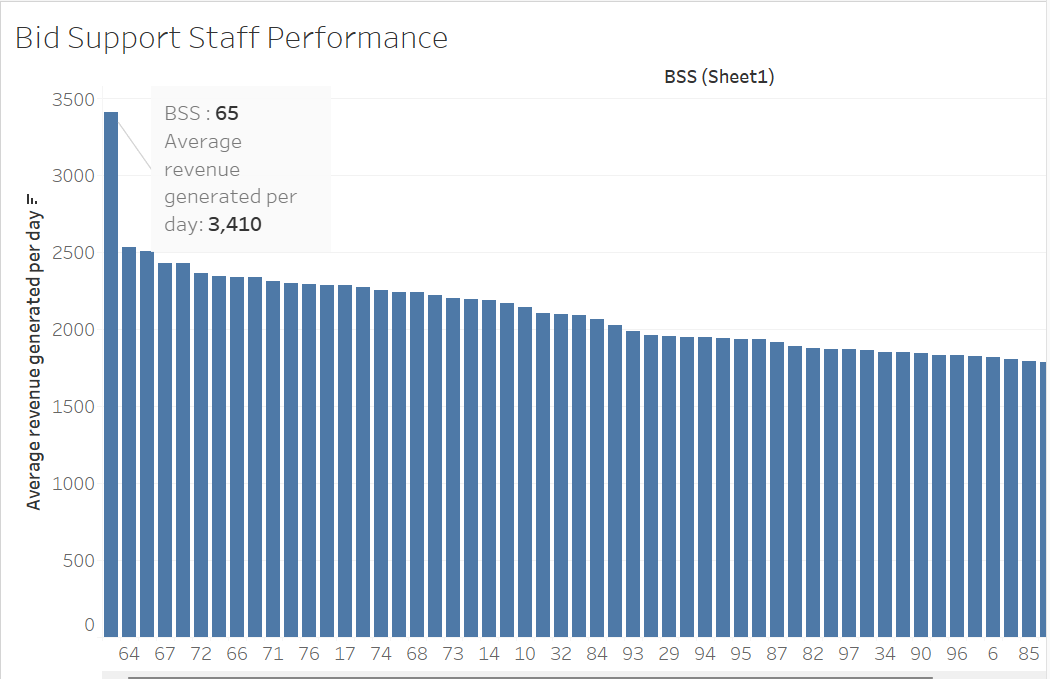 Bid Support Staff Performance
BSS (Sheet1)
Average revenue generated per day
3500
3000
2500
2000
1500
1000
500
0
BSS : 65
Average
revenue
generated per
day: 3,410
64 67 72 66 71 76 17 74 68 73 14 10 32 84 93 29 94 95 87 82 97 34 90 96 6 85